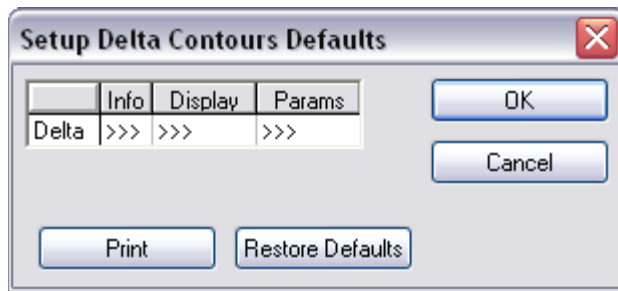 Setup Delta Contours Defaults
Info Display Params
Delta >>> >>> >>>
OK
Cancel
Print Restore Defaults